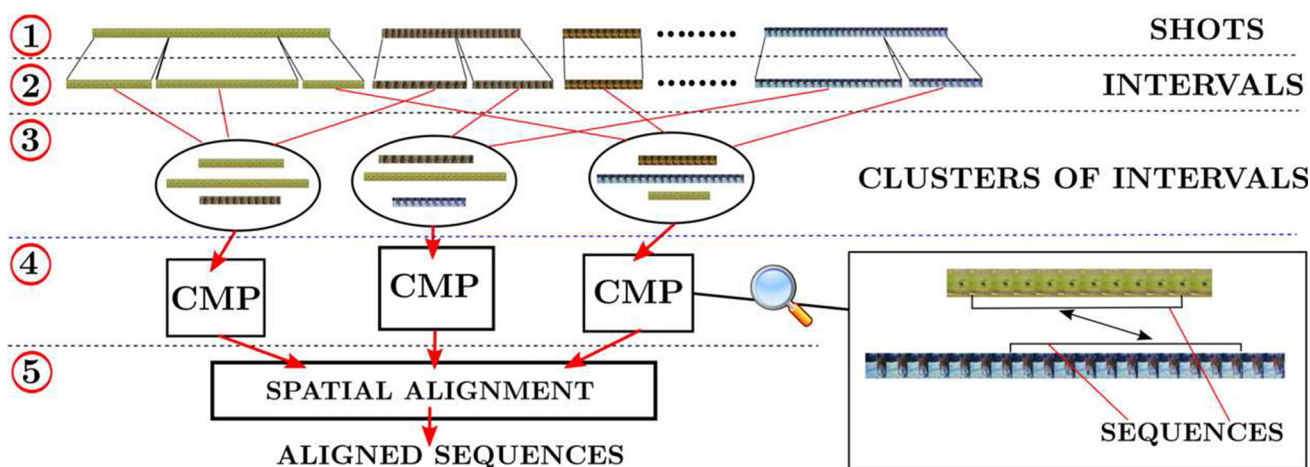 1 SHOTS
2 INTERVALS
3
CLUSTERS OF INTERVALS
4
CMP CMP CMP
5
SPATIAL ALIGNMENT
SEQUENCES
ALIGNED SEQUENCES